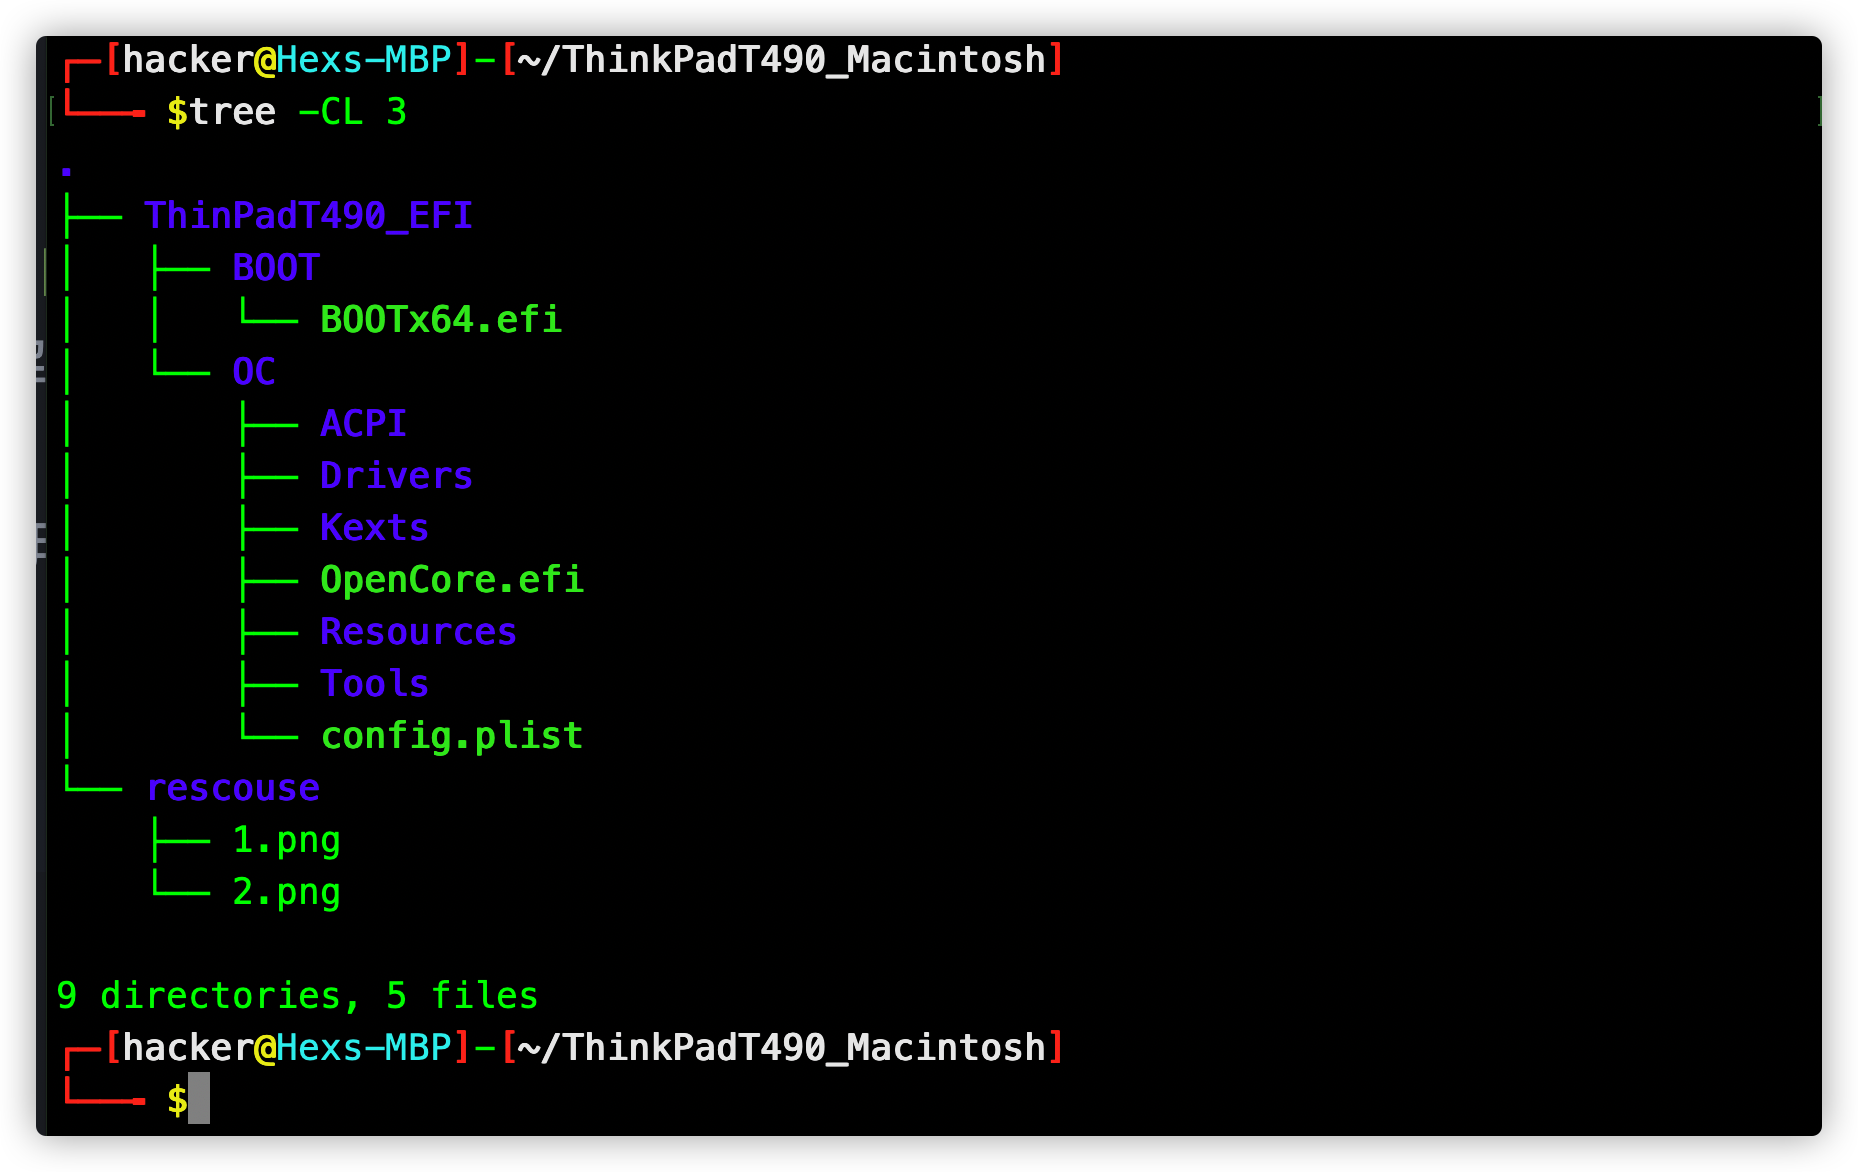 ┌─[hacker@Hexs-MBP]-[~/ThinkPadT490_Macintosh]
└──╼ $tree -CL 3
.
├── ThinPadT490_EFI
│   ├── BOOT
│   │   └── BOOTx64.efi
│   └── OC
│       ├── ACPI
│       ├── Drivers
│       ├── Kexts
│       ├── OpenCore.efi
│       ├── Resources
│       ├── Tools
│       └── config.plist
└── rescouse
    ├── 1.png
    └── 2.png

9 directories, 5 files
┌─[hacker@Hexs-MBP]-[~/ThinkPadT490_Macintosh]
└──╼ $